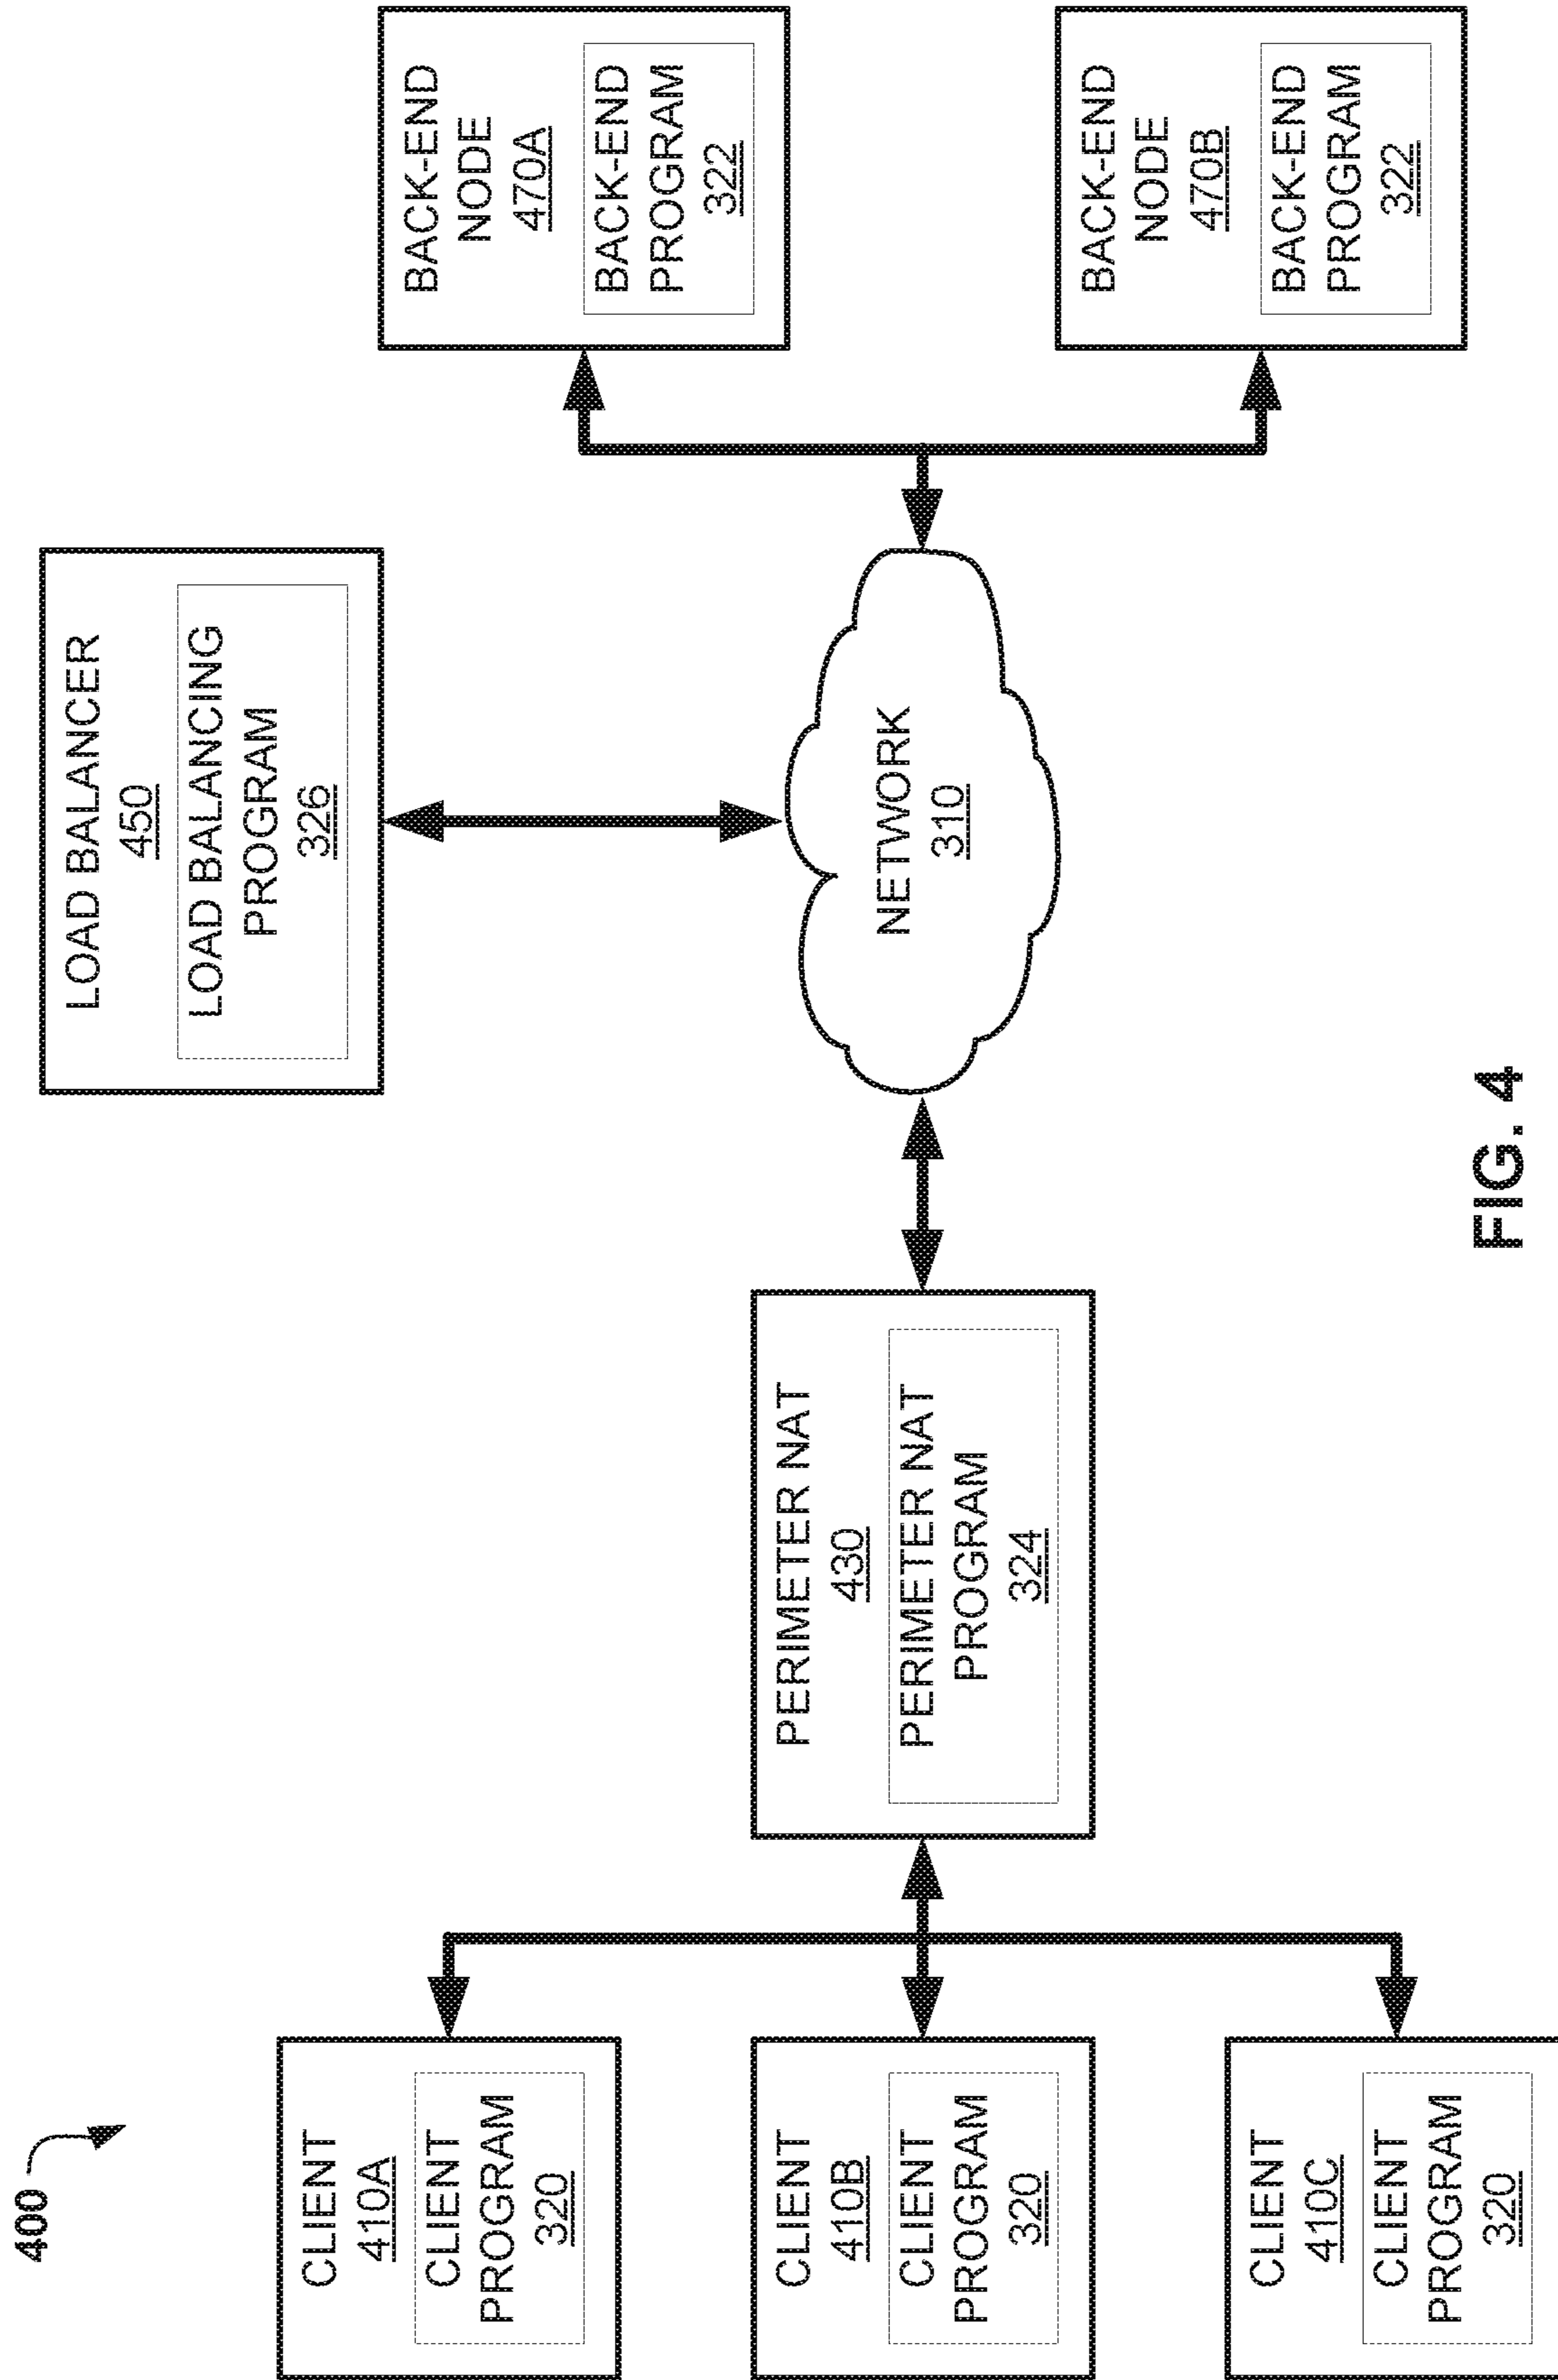 400
CLIENT
410A
CLIENT
PROGRAM
320
CLIENT
410B
CLIENT
PROGRAM
320
CLIENT
410C
CLIENT
PROGRAM
320
PERIMETER NAT
430
PERIMETER NAT
PROGRAM
324
LOAD BALANCER
450
LOAD BALANCING
PROGRAM
326
NETWORK
310
BACK-END
NODE
470A
BACK-END
PROGRAM
322
BACK-END
NODE
470B
BACK-END
PROGRAM
322
FIG. 4